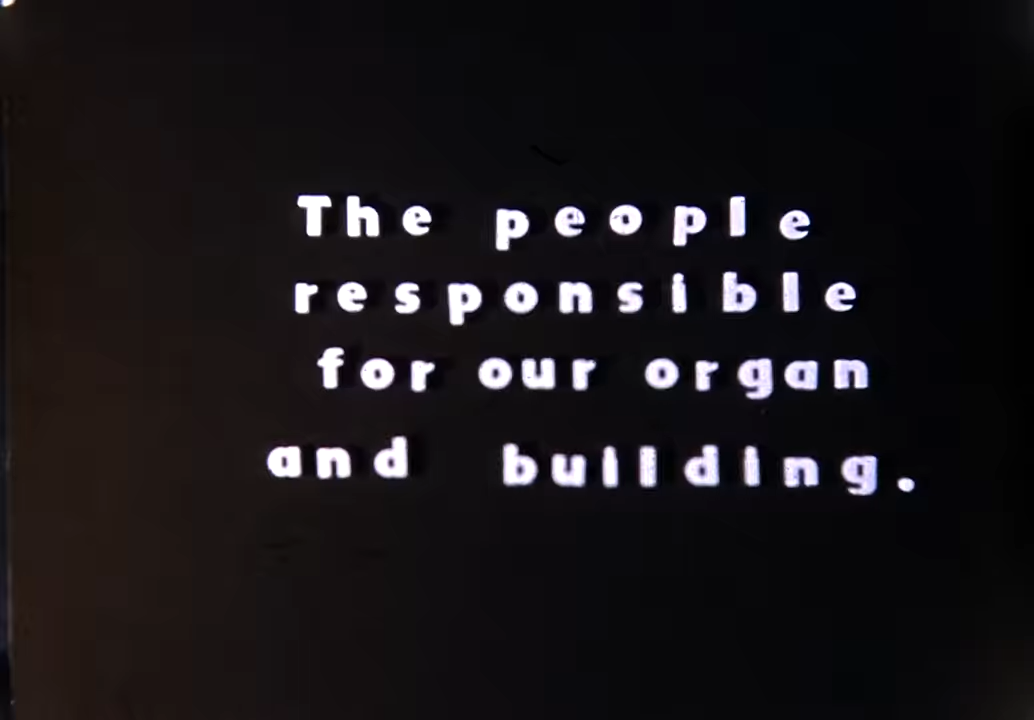 The people
responsible
for our organ
and building.